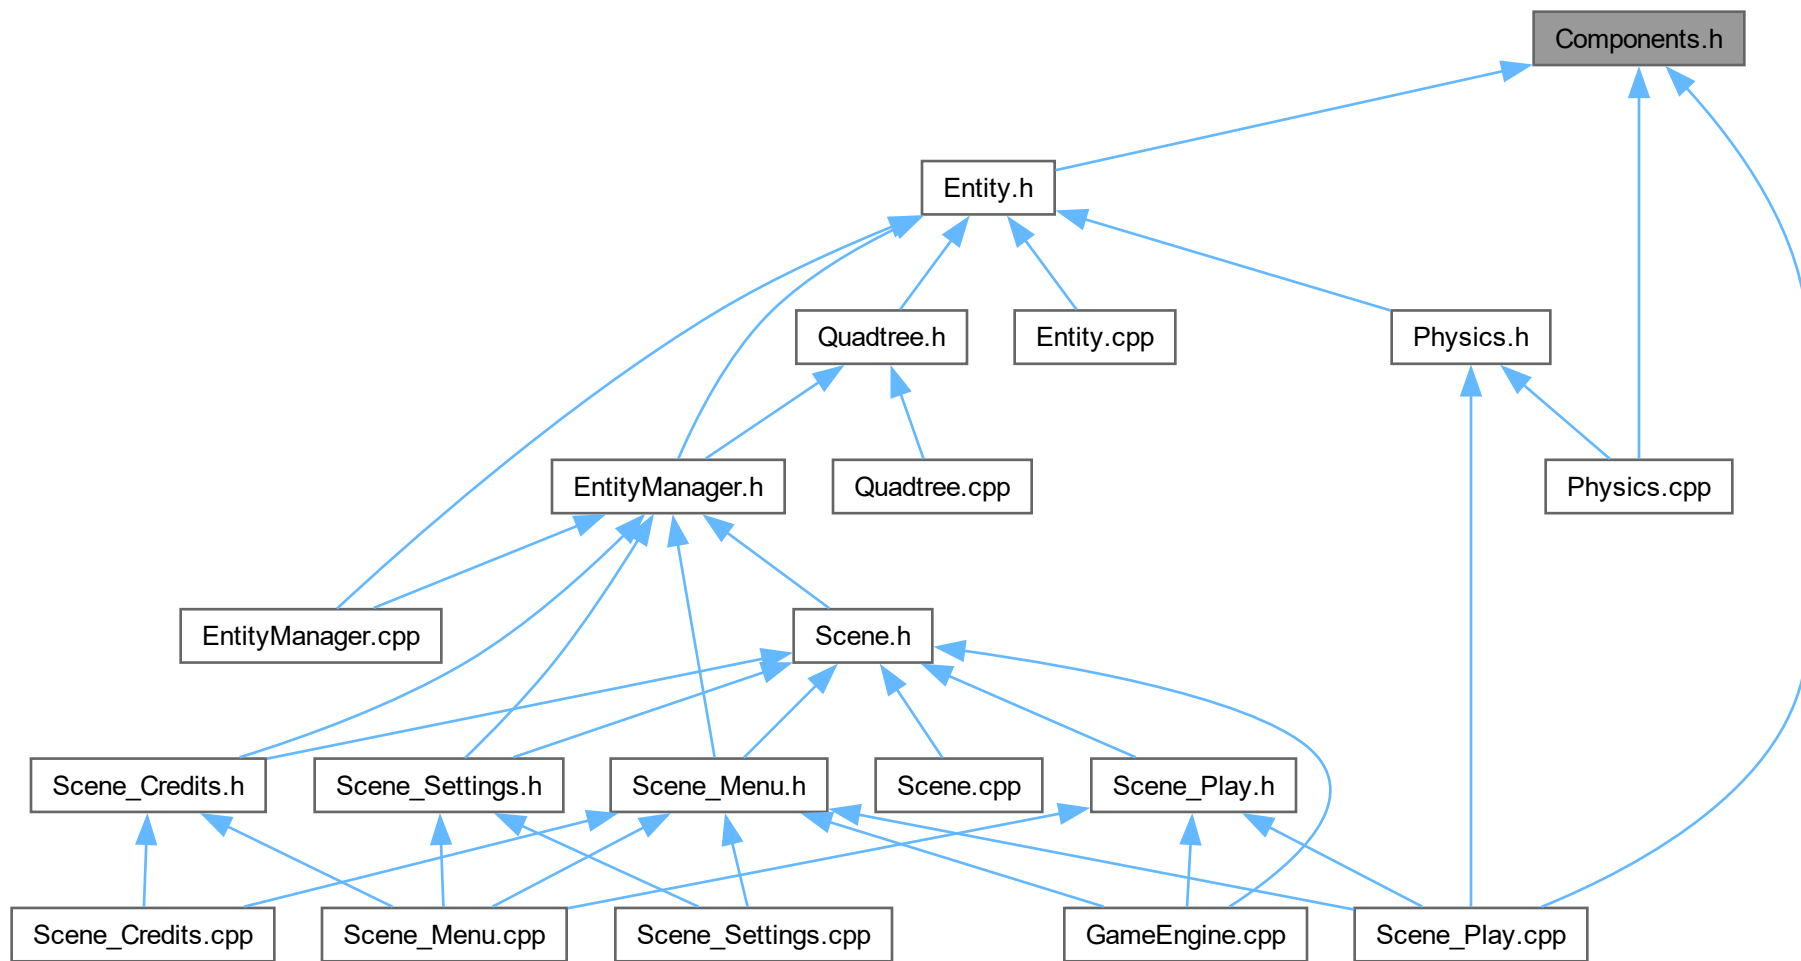 Components.h
Entity.h
Quadtree.h
Entity.cpp
Physics.h
EntityManager.h
Quadtree.cpp
Physics.cpp
EntityManager.cpp
Scene.h
Scene_Credits.h
Scene_Settings.h
Scene_Menu.h
Scene.cpp
Scene_Play.h
Scene_Credits.cpp
Scene_Menu.cpp
Scene_Settings.cpp
GameEngine.cpp
Scene_Play.cpp